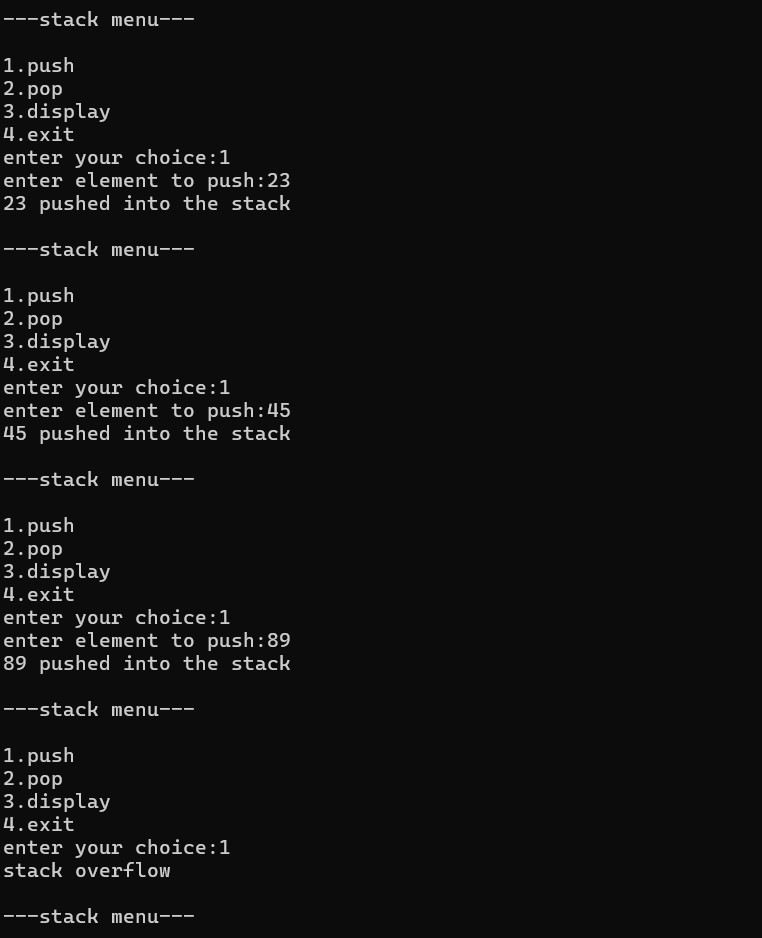 ---stack menu---
1.push
2.pop
3.display
4.exit
enter your choice:1
enter element to push:23
23 pushed into the stack
---stack menu---
1.push
2.pop
3.display
4.exit
enter your choice:1
enter element to push:45
45 pushed into the stack
---stack menu---
1.push
2.pop
3.display
4.exit
enter your choice:1
enter element to push:89
89 pushed into the stack
---stack menu---
1.push
2.pop
3.display
4.exit
enter your choice:1
stack overflow
---stack menu---